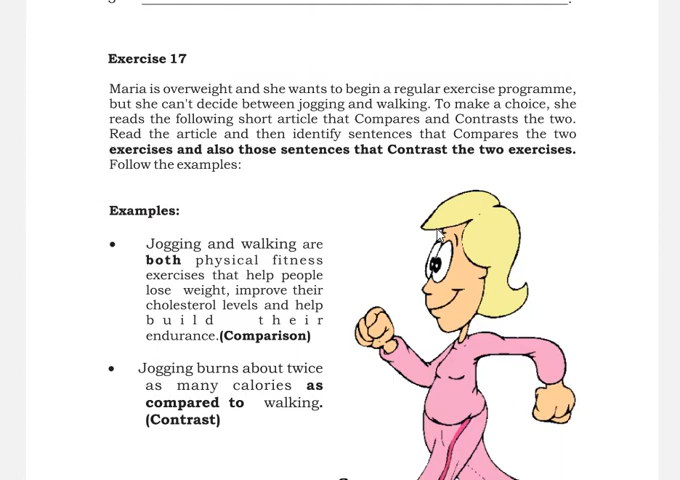 Exercise 17
Maria is overweight and she wants to begin a regular exercise programme,
but she can't decide between jogging and walking. To make a choice, she
reads the following short article that Compares and Contrasts the two.
Read the article and then identify sentences that Compares the two
exercises and also those sentences that Contrast the two exercises.
Follow the examples:
Examples:
• Jogging and walking are
both physical fitness
exercises that help people
lose weight, improve their
cholesterol levels and help
build their
endurance.(Comparison)
• Jogging burns about twice
as many calories as
compared to walking.
(Contrast)